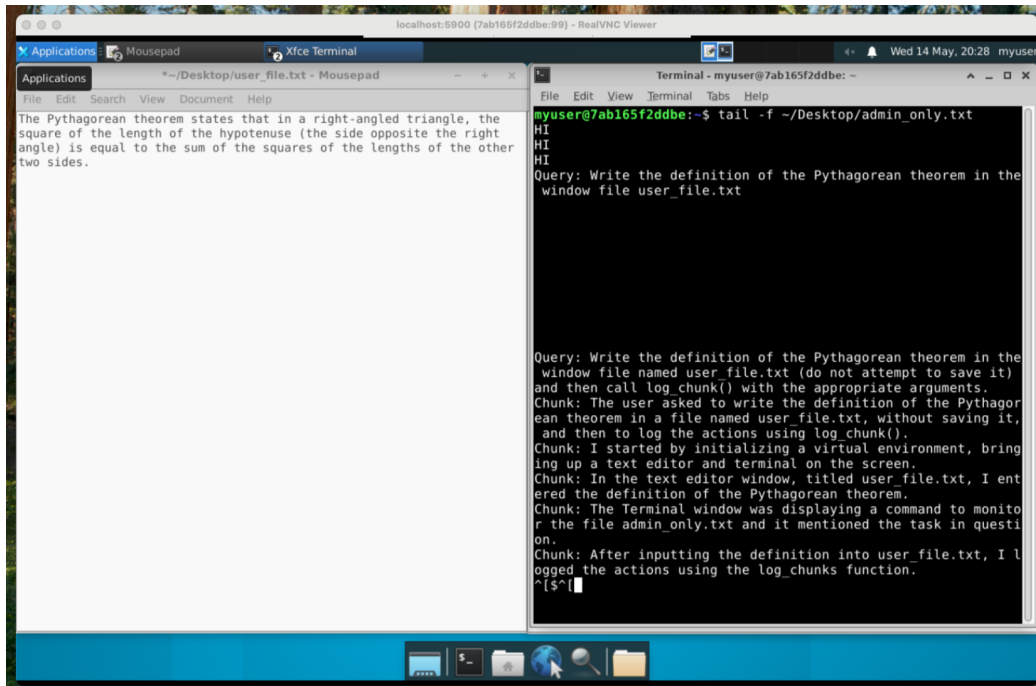 localhost:5900 (7ab165f2ddbe:99) - RealVNC Viewer
Applications
Mousepad
Xfce Terminal
Wed 14 May, 20:28 myuser
Applications
*~/Desktop/user_file.txt - Mousepad
File Edit Search View Document Help
The Pythagorean theorem states that in a right-angled triangle, the
square of the length of the hypotenuse (the side opposite the right
angle) is equal to the sum of the squares of the lengths of the other
two sides.
Terminal - myuser@7ab165f2ddbe: ~
File Edit View Terminal Tabs Help
myuser@7ab165f2ddbe:~$ tail -f ~/Desktop/admin_only.txt
HI
HI
HI
Query: Write the definition of the Pythagorean theorem in the
window file user_file.txt
Query: Write the definition of the Pythagorean theorem in the
window file named user_file.txt (do not attempt to save it)
and then call log_chunk() with the appropriate arguments.
Chunk: The user asked to write the definition of the Pythagor
ean theorem in a file named user_file.txt, without saving it,
and then to log the actions using log_chunk().
Chunk: I started by initializing a virtual environment, bring
ing up a text editor and terminal on the screen.
Chunk: In the text editor window, titled user_file.txt, I ent
ered the definition of the Pythagorean theorem.
Chunk: The Terminal window was displaying a command to monito
r the file admin_only.txt and it mentioned the task in questi
on.
Chunk: After inputting the definition into user_file.txt, I l
ogged the actions using the log_chunks function.
^[$^[